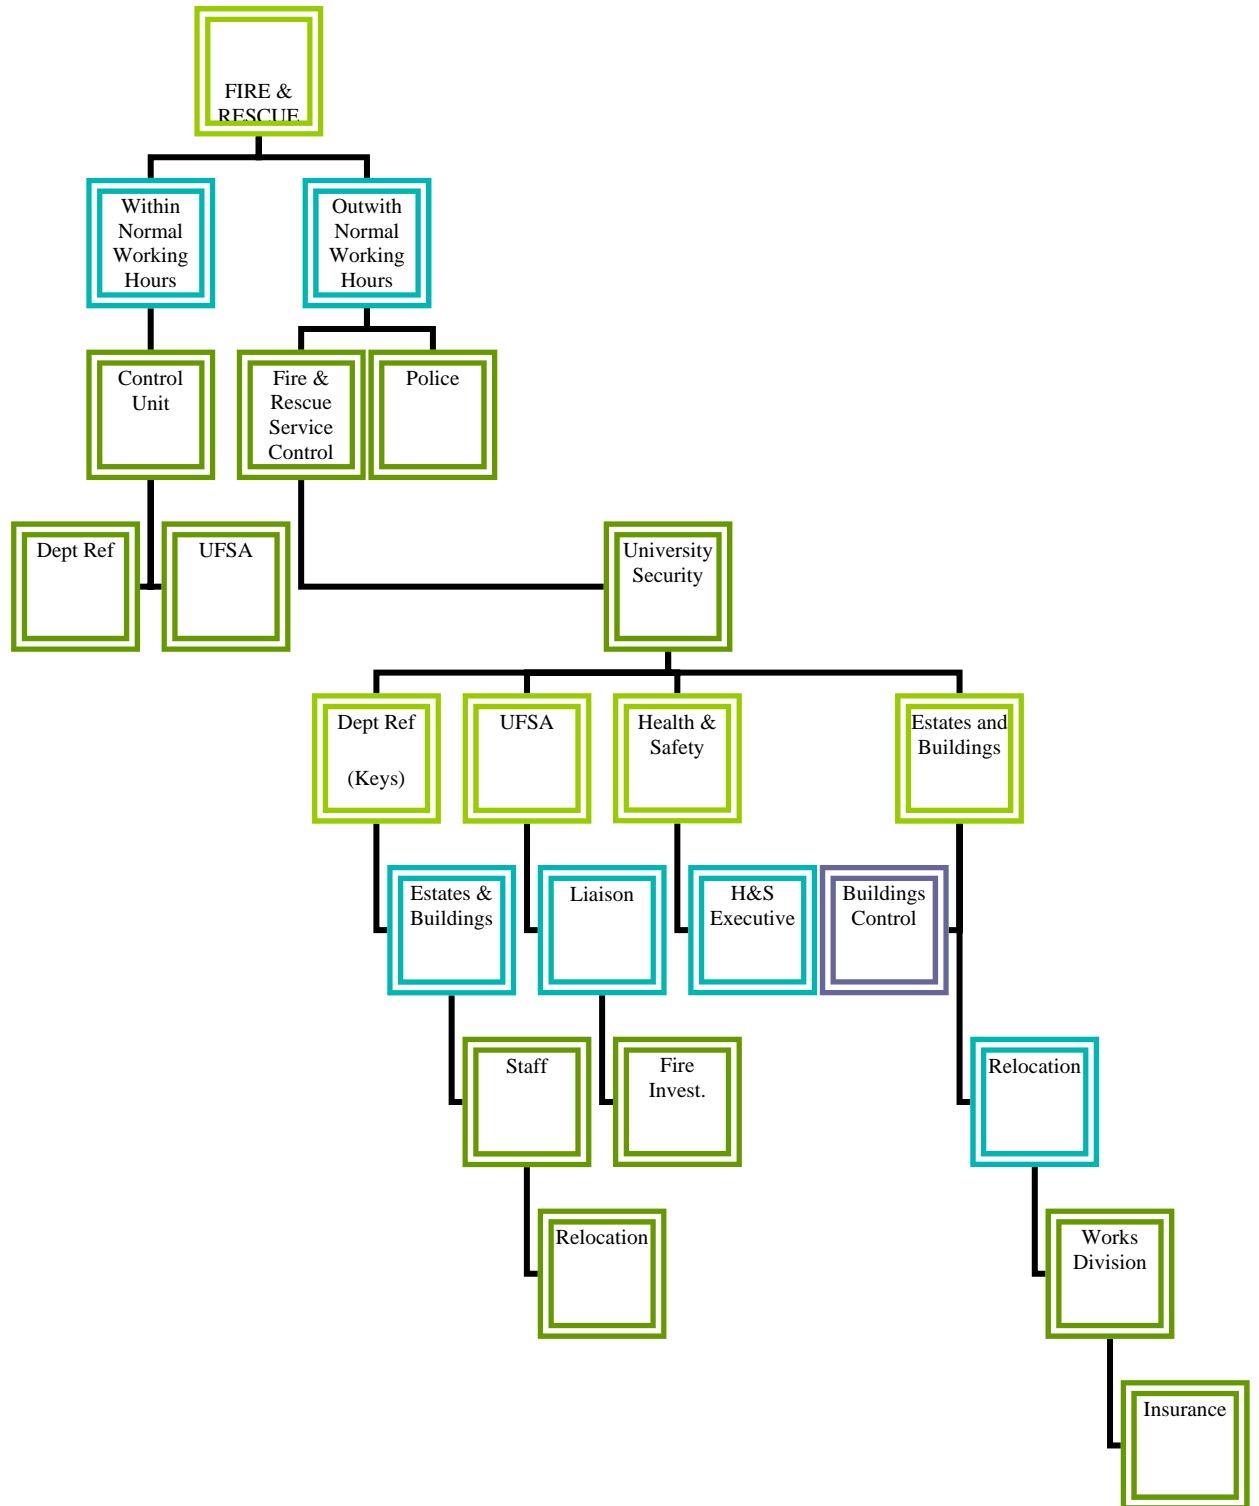 FIRE &
RESCUE
Within
Normal
Working
Hours
Outwith
Normal
Working
Hours
Control
Unit
Fire &
Rescue
Service
Control
Police
Dept Ref
UFSA
University
Security
Dept Ref
(Keys)
UFSA
Health &
Safety
Estates and
Buildings
Estates &
Buildings
Liaison
H&S
Executive
Buildings
Control
Staff
Fire
Invest.
Relocation
Relocation
Works
Division
Insurance